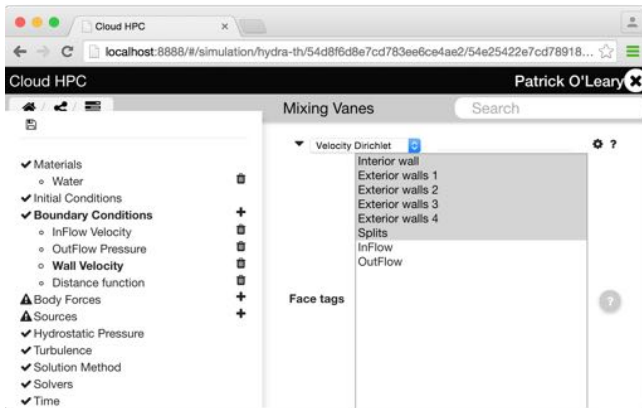 Cloud HPC
localhost:8888/#/simulation/hydra-th/54d8f6d8e7cd783ee6ce4ae2/54e25422e7cd78918...
Cloud HPC
Patrick O'Leary
Mixing Vanes
Search
Materials
Water
Initial Conditions
Boundary Conditions
InFlow Velocity
OutFlow Pressure
Wall Velocity
Distance function
Body Forces
Sources
Hydrostatic Pressure
Turbulence
Solution Method
Solvers
Time
Velocity Dirichlet
?
Interior wall
Exterior walls 1
Exterior walls 2
Exterior walls 3
Exterior walls 4
Splits
InFlow
OutFlow
Face tags
?